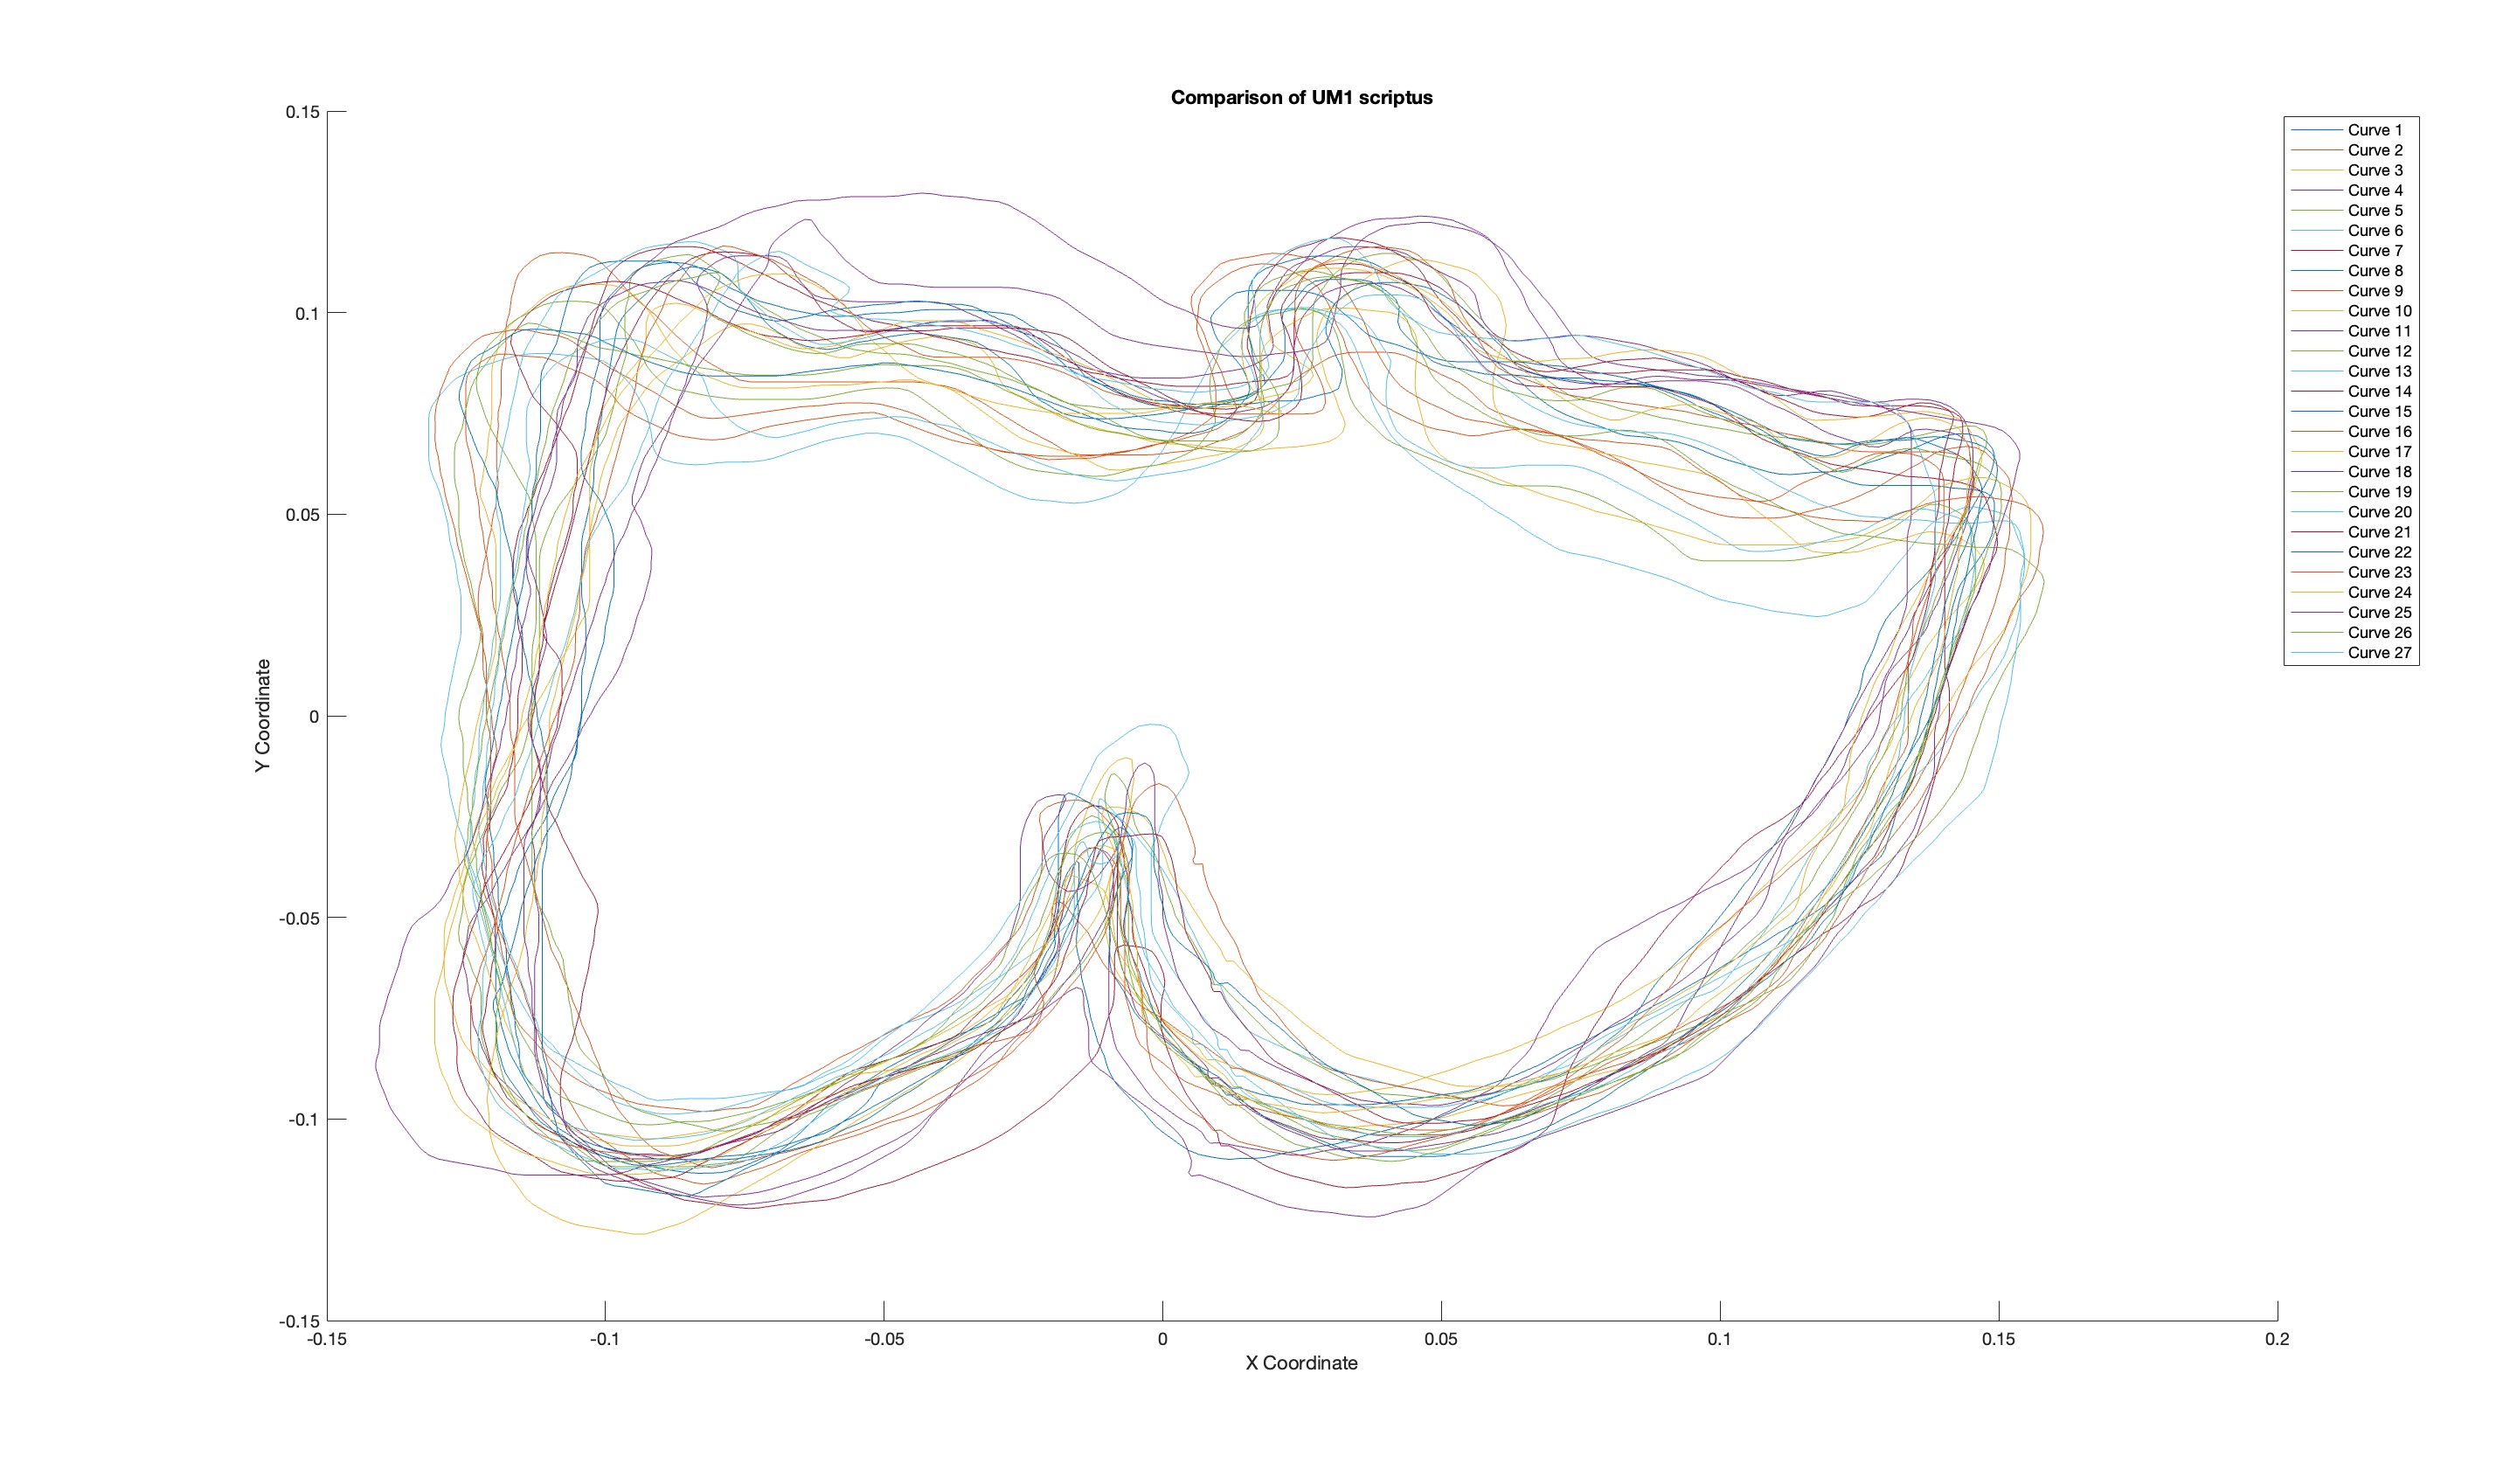 Comparison of UM1 scriptus
0.15
0.1
0.05
0
-0.05
-0.1
-0.15
Y Coordinate
-0.15
-0.1
-0.05
0
0.05
0.1
0.15
0.2
X Coordinate
Curve 1
Curve 2
Curve 3
Curve 4
Curve 5
Curve 6
Curve 7
Curve 8
Curve 9
Curve 10
Curve 11
Curve 12
Curve 13
Curve 14
Curve 15
Curve 16
Curve 17
Curve 18
Curve 19
Curve 20
Curve 21
Curve 22
Curve 23
Curve 24
Curve 25
Curve 26
Curve 27